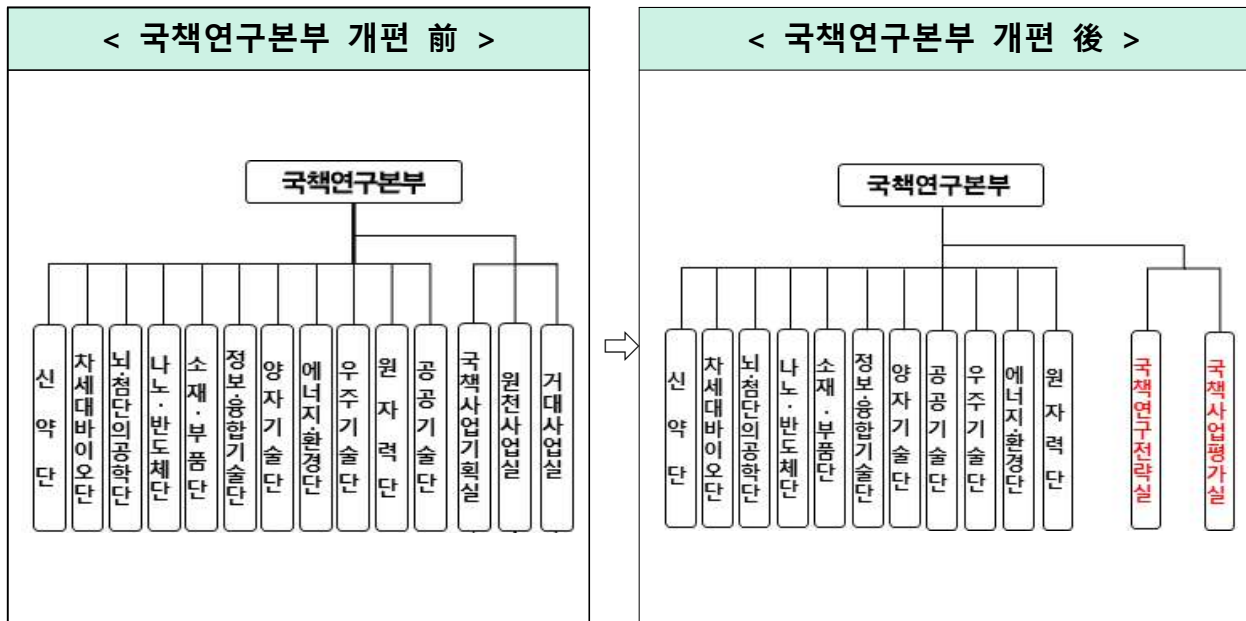 < 국책연구본부 개편 前 >
국책연구본부
신약단
차세대바이오단
뇌·첨단의공학단
나노·반도체단
소재·부품단
정보·융합기술단
양자기술단
에너지·환경단
우주기술단
원자력단
공공기술단
국책사업기획실
원천사업실
거대사업실
⇨
< 국책연구본부 개편 後 >
국책연구본부
신약단
차세대바이오단
뇌·첨단의공학단
나노·반도체단
소재·부품단
정보·융합기술단
양자기술단
공공기술단
우주기술단
에너지·환경단
원자력단
국책연구전략실
국책사업평가실